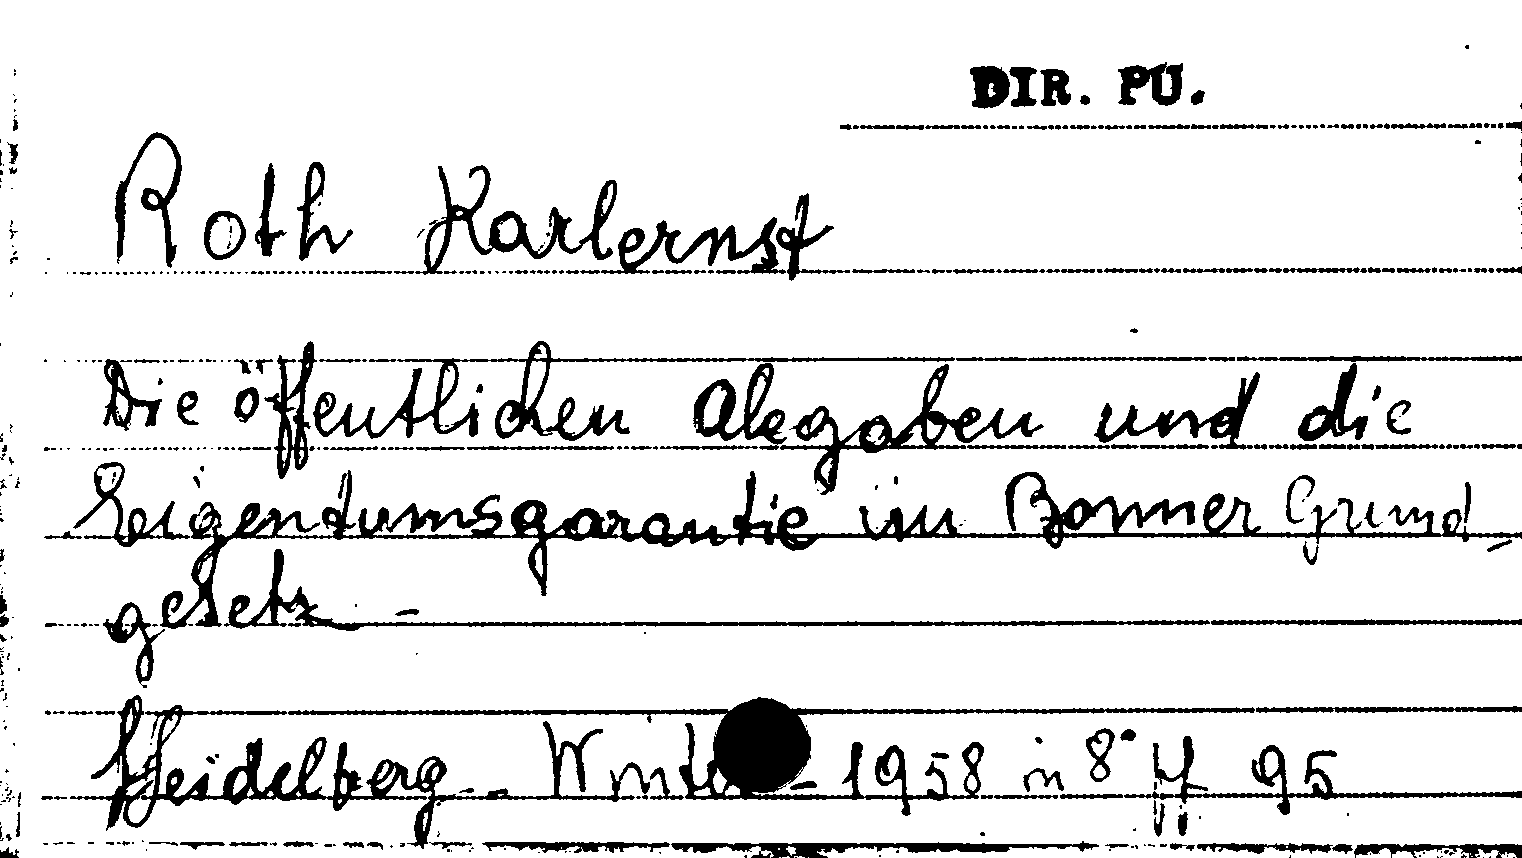 DIR. PU.
Roth Karlernst
Die öffentlichen Abgaben und die
Eigentumsgarantie im Bonner Grund-
gesetz -
Heidelberg - - 1958 in 8° ff 95